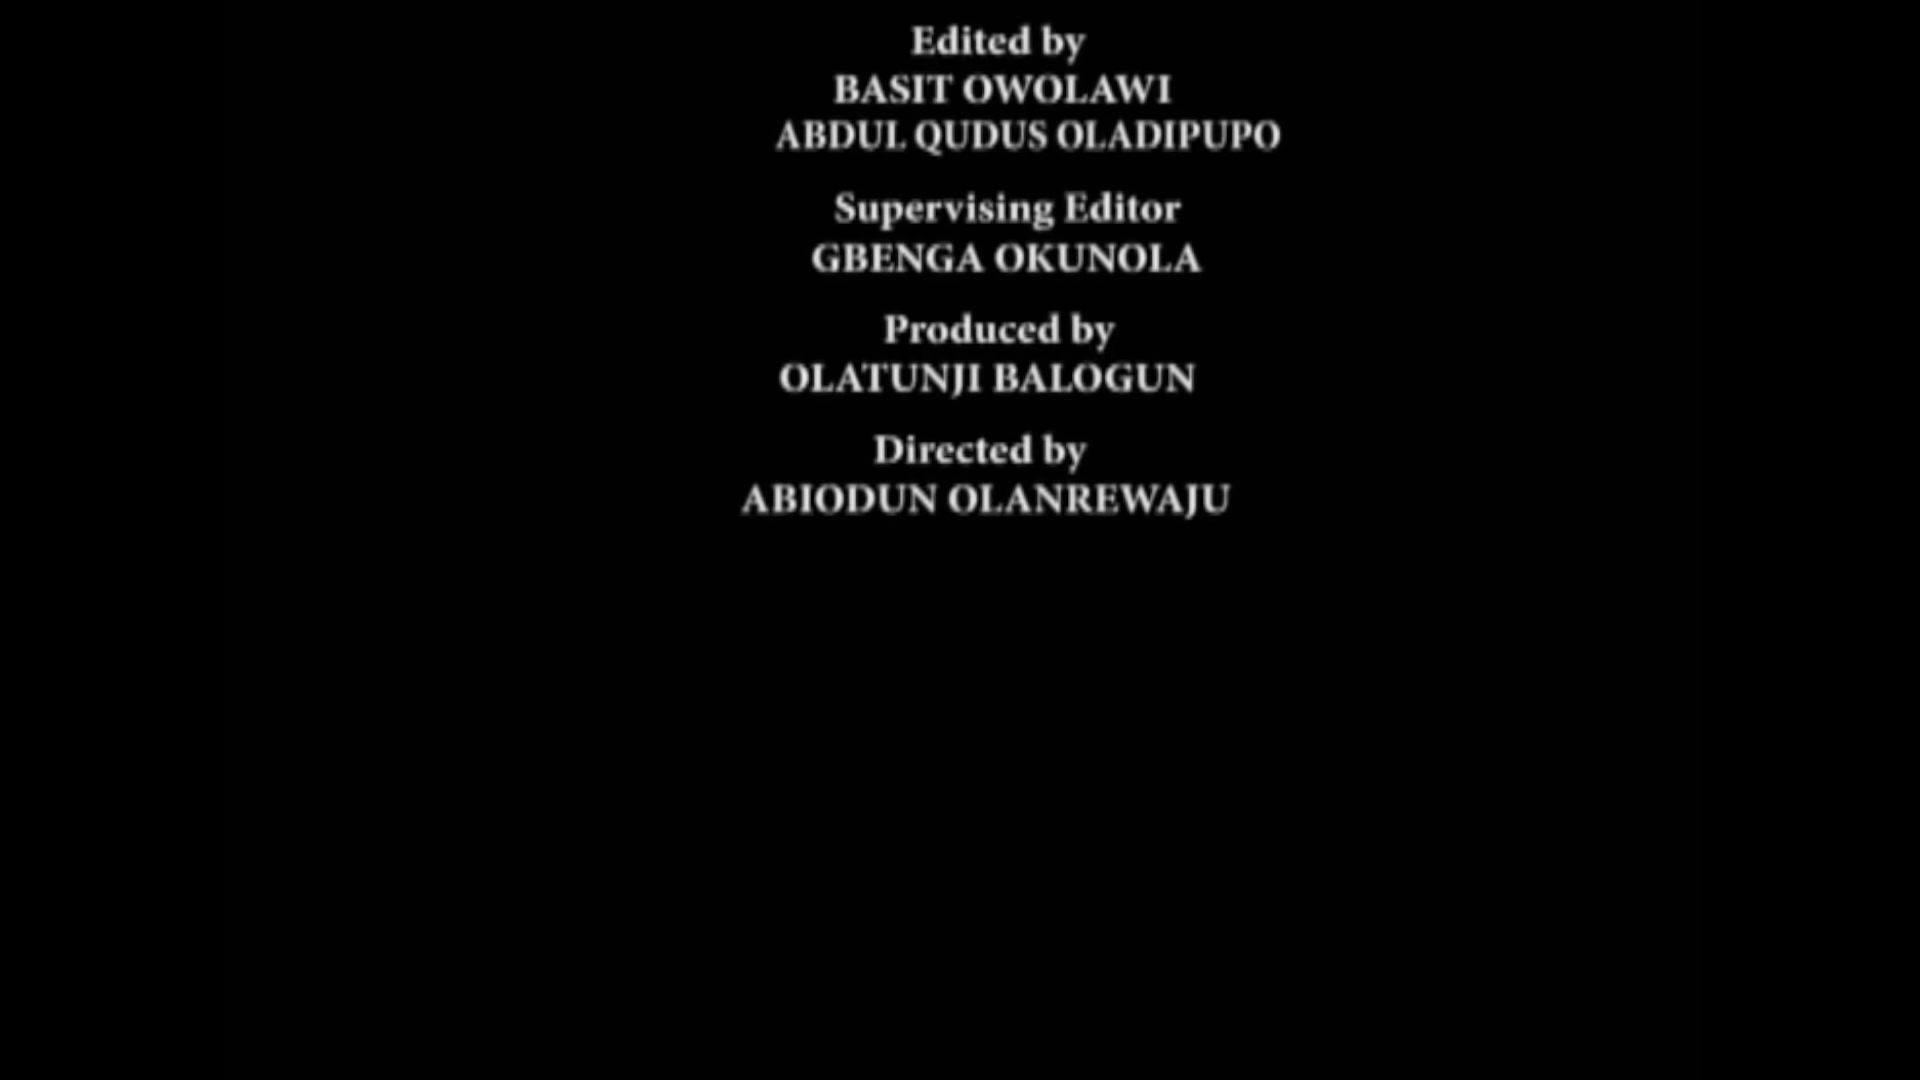 Edited by
BASIT OWOLAWI
ABDUL QUDUS OLADIPUPO
Supervising Editor
GBENGA OKUNOLA
Produced by
OLATUNJI BALOGUN
Directed by
ABIODUN OLANREWAJU